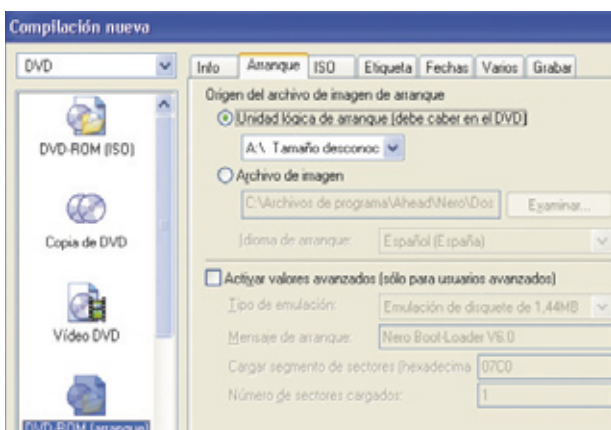 Compilación nueva
DVD
Info Arranque ISO Etiqueta Fechas Varios Grabar
Origen del archivo de imagen de arranque
Unidad lógica de arranque [debe caber en el DVD]
A:\ Tamaño desconoc
Archivo de imagen
C:\Archivos de programa\Ahead\Nero\Dos
Examinar...
Idioma de arranque: Español (España)
Activar valores avanzados (sólo para usuarios avanzados)
Tipo de emulación: Emulación de disquete de 1,44MB
Mensaje de arranque: Nero Boot-Loader V6.0
Cargar segmento de sectores (hexadecima 07C0
Número de sectores cargados: 1
DVD-ROM (ISO)
Copia de DVD
Vídeo DVD
DVD-ROM (arranque)